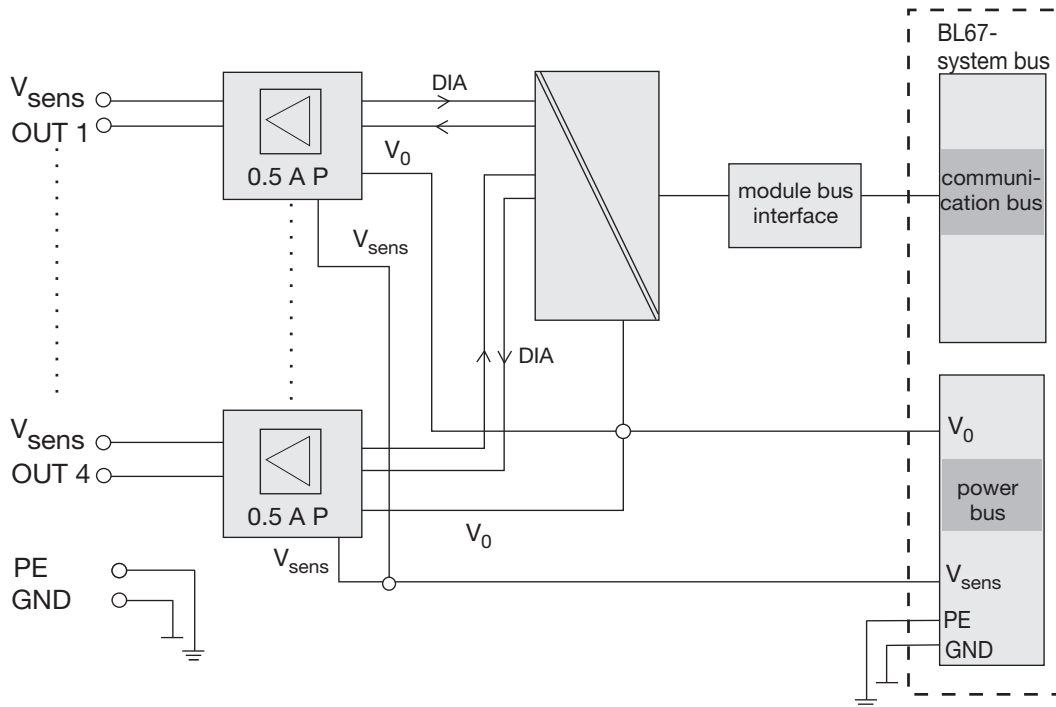 BL67-
system bus
Vsens
OUT 1
DIA
V0
0.5 A P
communi-
cation bus
module bus
interface
Vsens
DIA
Vsens
OUT 4
V0
0.5 A P
power
bus
V0
Vsens
Vsens
PE
GND
PE
GND